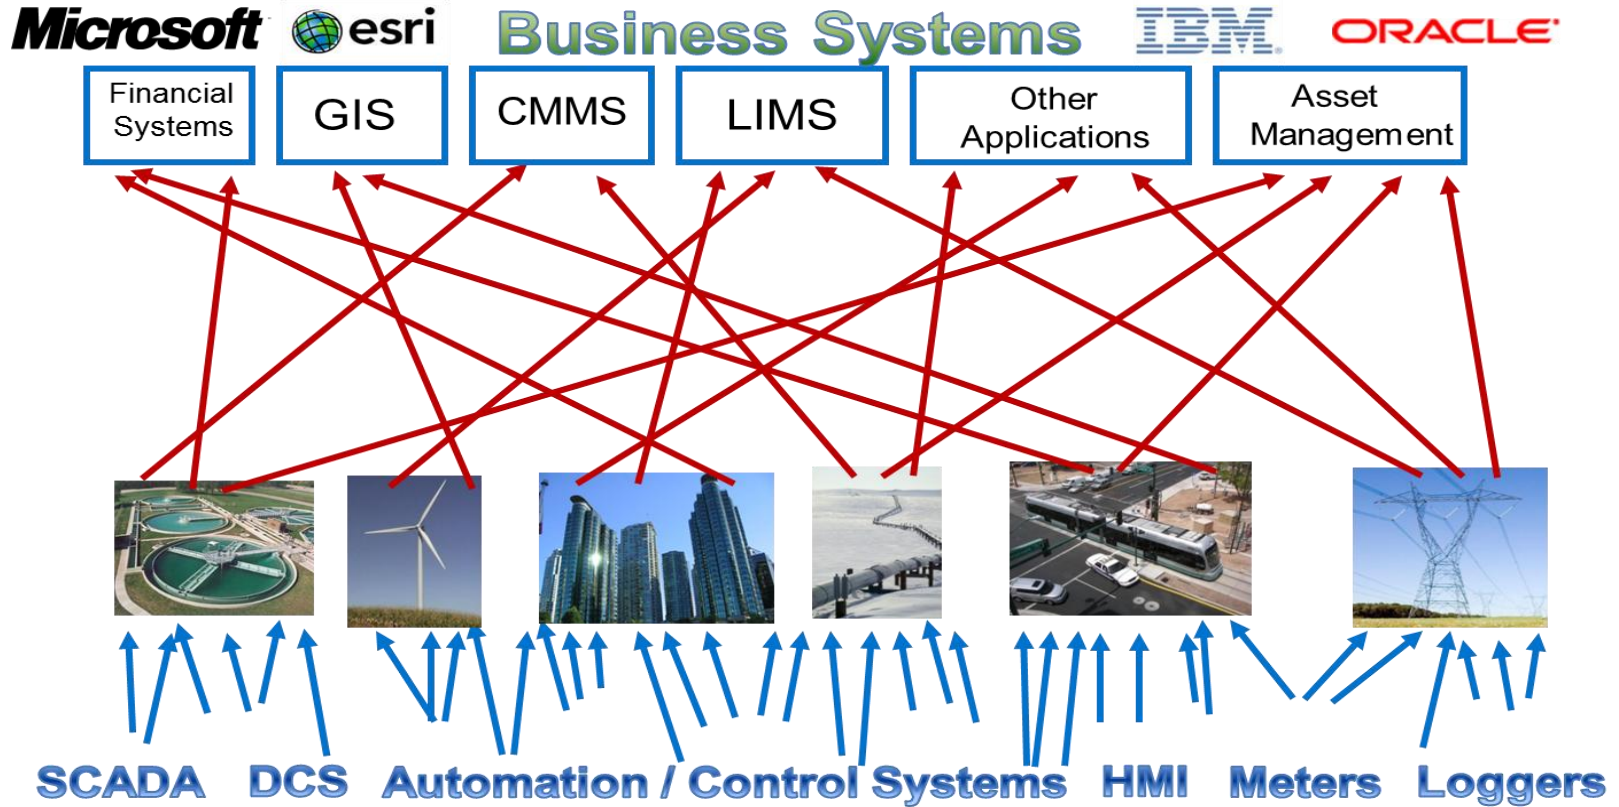 Microsoft esri Business Systems IBM ORACLE
Financial
Systems
GIS
CMMS
LIMS
Other
Applications
Asset
Management
SCADA DCS Automation / Control Systems HMI Meters Loggers